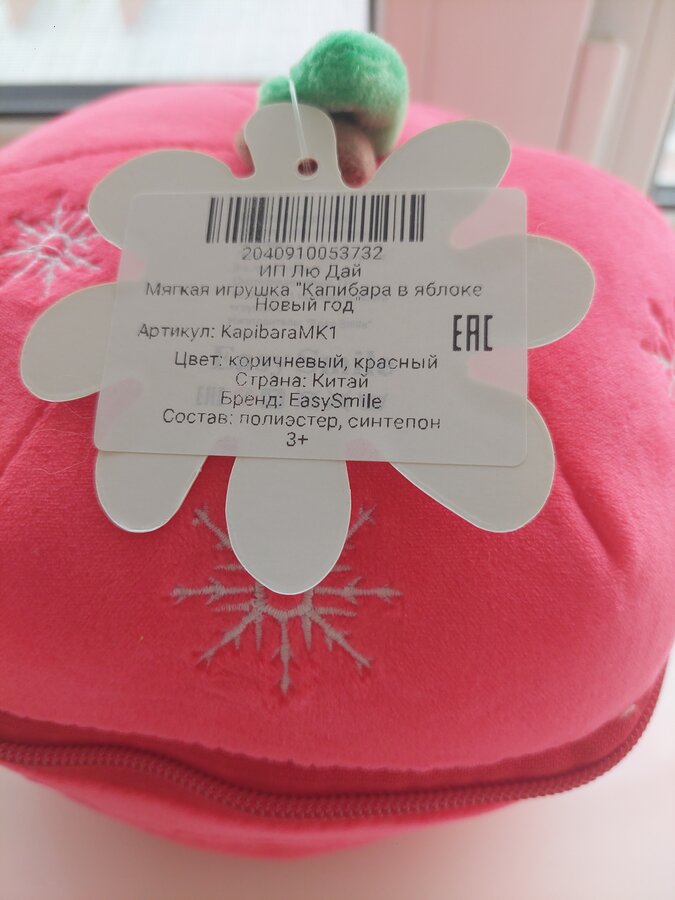 2040910053732
ИП Лю Дай
Мягкая игрушка "Капибара в яблоке
Новый год"
Артикул: KapibaraMK1
EAC
Цвет: коричневый, красный
Страна: Китай
Бренд: EasySmile
Состав: полиэстер, синтепон
3+